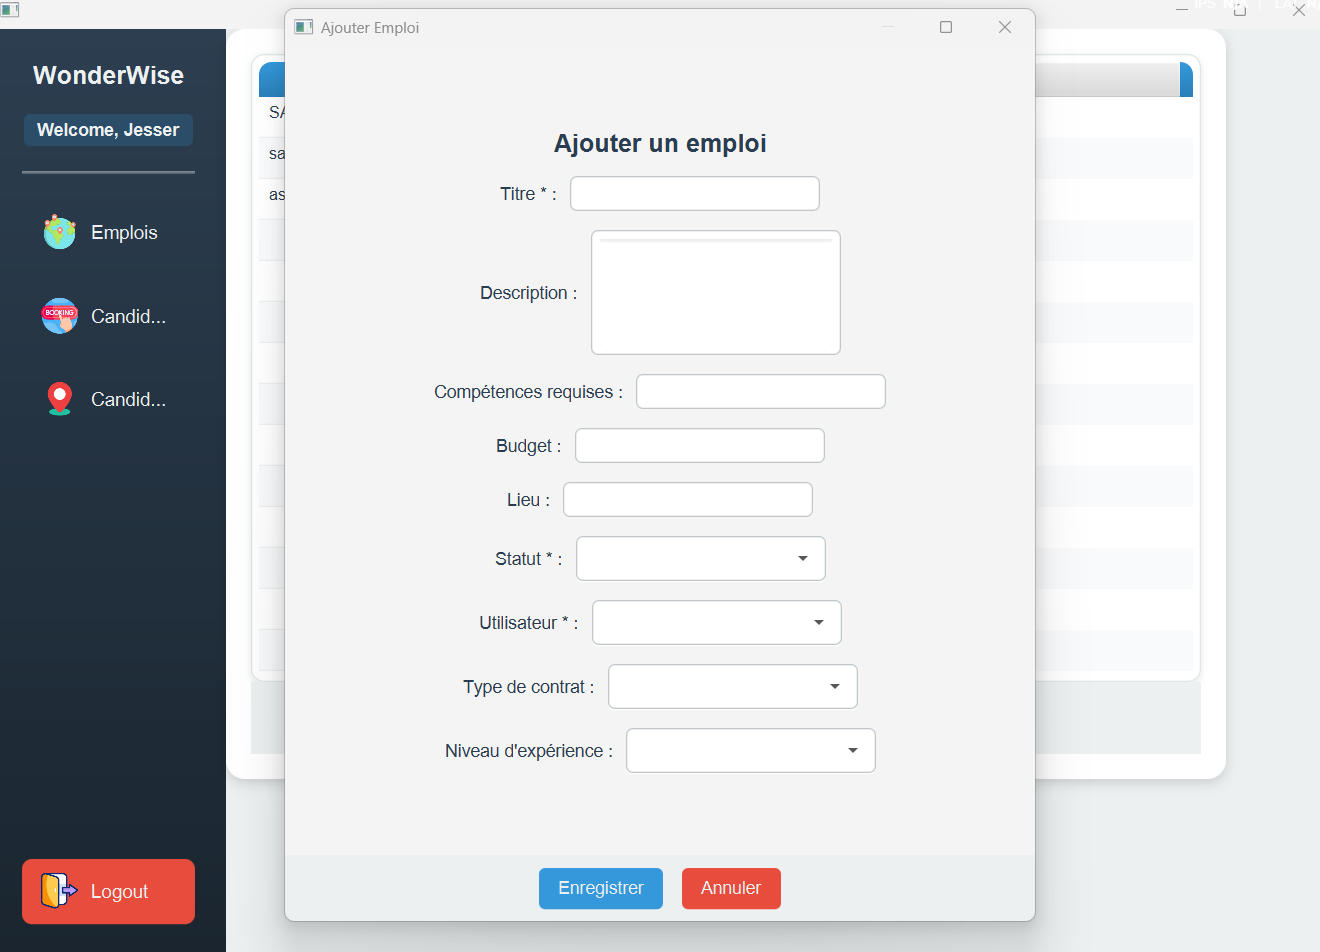 Ajouter Emploi
WonderWise
Welcome, Jesser
Emplois
BOOKING
Candid...
Candid...
Logout
sa
as
Ajouter un emploi
Titre * :
Description :
Compétences requises :
Budget :
Lieu :
Statut * :
Utilisateur * :
Type de contrat :
Niveau d'expérience :
Enregistrer
Annuler